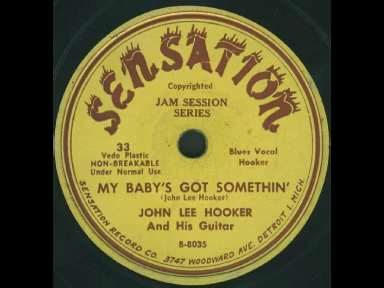 SENSATION
Copyrighted
JAM SESSION
SERIES
33
Vedo Plastic
NON-BREAKABLE
Under Normal Use
Blues Vocal
Hooker
MY BABY'S GOT SOMETHIN'
(John Lee Hooker)
JOHN LEE HOOKER
And His Guitar
B-8035
SENSATION RECORD CO. 3747 WOODWARD AVE. DETROIT 1, MICH.